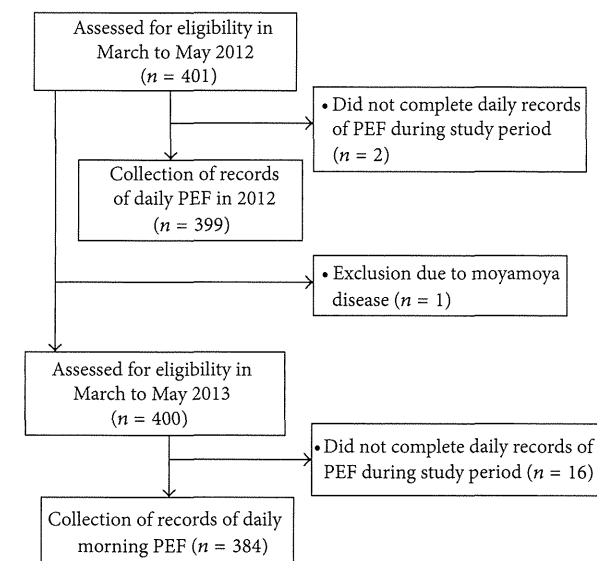 Assessed for eligibility in
March to May 2012
(n = 401)
• Did not complete daily records
of PEF during study period
(n = 2)
Collection of records
of daily PEF in 2012
(n = 399)
• Exclusion due to moyamoya
disease (n = 1)
Assessed for eligibility in
March to May 2013
(n = 400)
• Did not complete daily records of
PEF during study period (n = 16)
Collection of records of daily
morning PEF (n = 384)